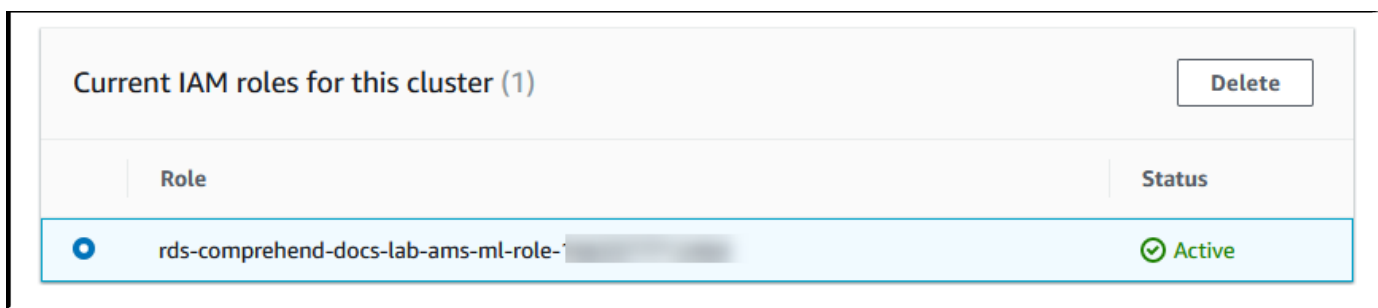 Current IAM roles for this cluster (1)
Delete
Role Status
rds-comprehend-docs-lab-ams-ml-role- Active